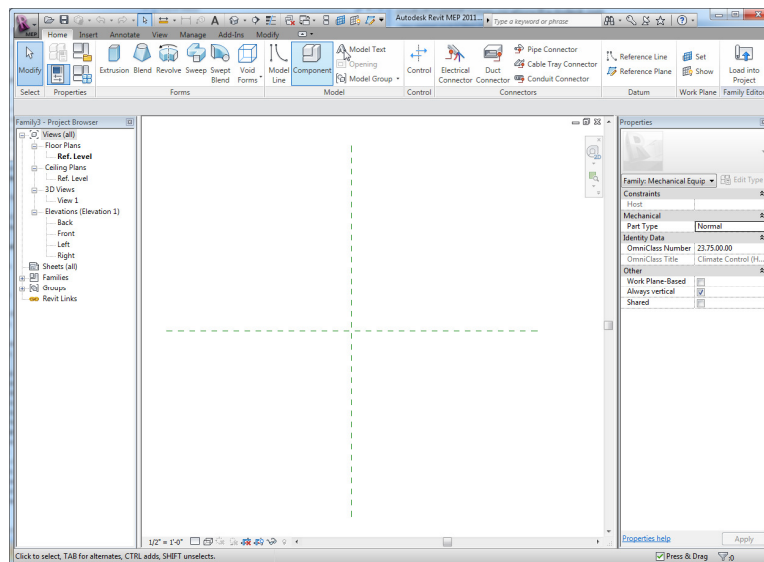 Autodesk Revit MEP 2011...
Type a keyword or phrase
MEP Home Insert Annotate View Manage Add-Ins Modify
Modify
Extrusion Blend Revolve Sweep Swept Blend Void Forms
Model Line Component
Model Text
Opening
Model Group
Control
Electrical Connector Duct Connector
Pipe Connector
Cable Tray Connector
Conduit Connector
Reference Line
Reference Plane
Set
Show
Load into Project
Select Properties Forms Model Control Connectors Datum Work Plane Family Editor
Family3 - Project Browser
Views (all)
Floor Plans
Ref. Level
Ceiling Plans
Ref. Level
3D Views
View 1
Elevations (Elevation 1)
Back
Front
Left
Right
Sheets (all)
Families
Groups
Revit Links
2D
Properties
Family: Mechanical Equip Edit Type
Constraints
Host
Mechanical
Part Type Normal
Identity Data
OmniClass Number 23.75.00.00
OmniClass Title Climate Control (H...
Other
Work Plane-Based
Always vertical
Shared
Properties help Apply
1/2" = 1'-0"
Click to select, TAB for alternates, CTRL adds, SHIFT unselects.
Press & Drag :0